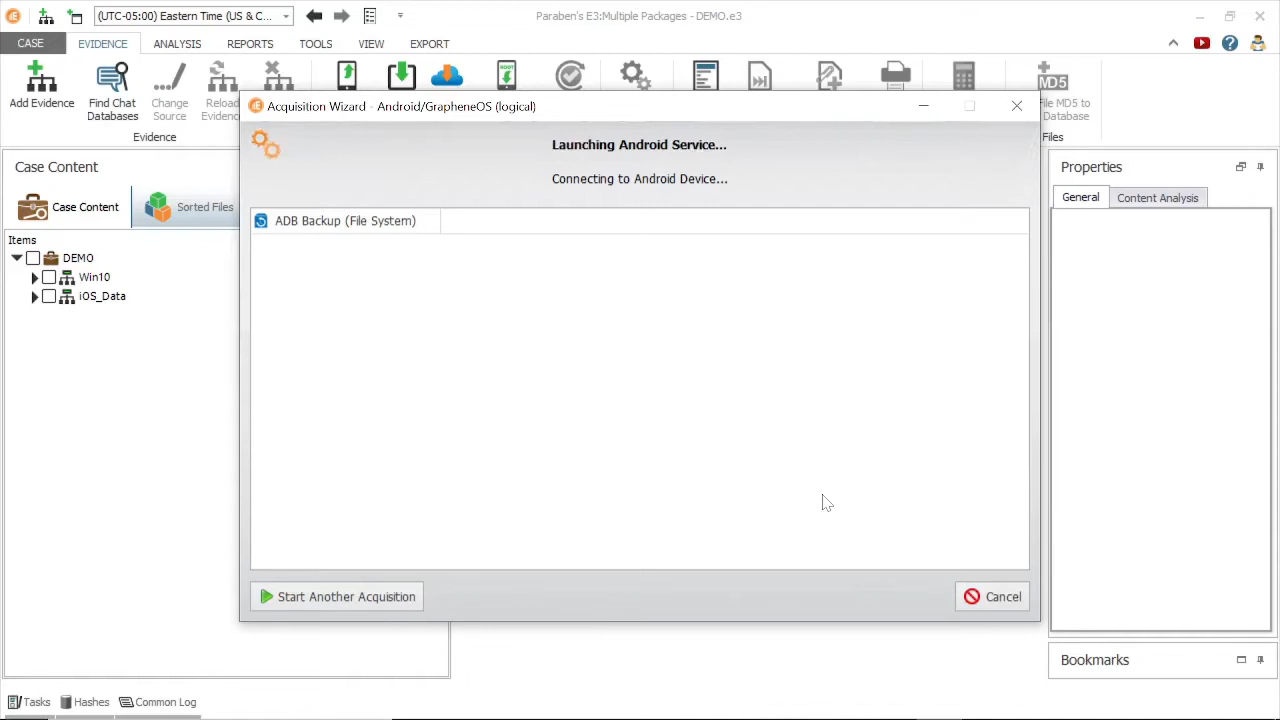 (UTC-05:00) Eastern Time (US & C...
Paraben's E3:Multiple Packages - DEMO.e3
CASE
EVIDENCE
ANALYSIS
REPORTS
TOOLS
VIEW
EXPORT
Add Evidence
Find Chat
Databases
Change
Source
Reload
Evidenc
ROOT
MD5
File MD5 to
Database
Evidence
Files
Acquisition Wizard - Android/GrapheneOS (logical)
Launching Android Service...
Connecting to Android Device...
ADB Backup (File System)
Start Another Acquisition
Cancel
Case Content
Case Content
Sorted Files
Items
DEMO
Win10
iOS_Data
Properties
General
Content Analysis
Bookmarks
Tasks
Hashes
Common Log